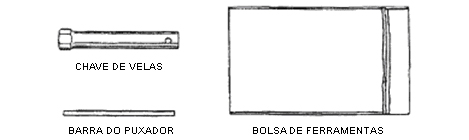 CHAVE DE VELAS
BARRA DO PUXADOR
BOLSA DE FERRAMENTAS